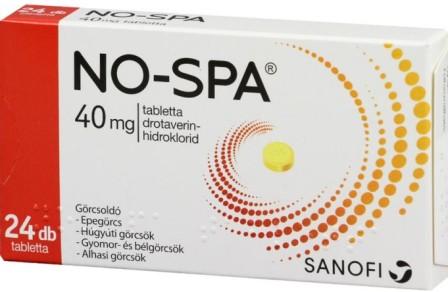 24 db
tabletta
NO-SPA®
40 mg
tabletta
drotaverin-
hidroklorid
Görcsoldó
- Epegörcs
- Húgyúti görcsök
- Gyomor- és bélgörcsök
- Alhasi görcsök
24 db
tabletta
SANOFI